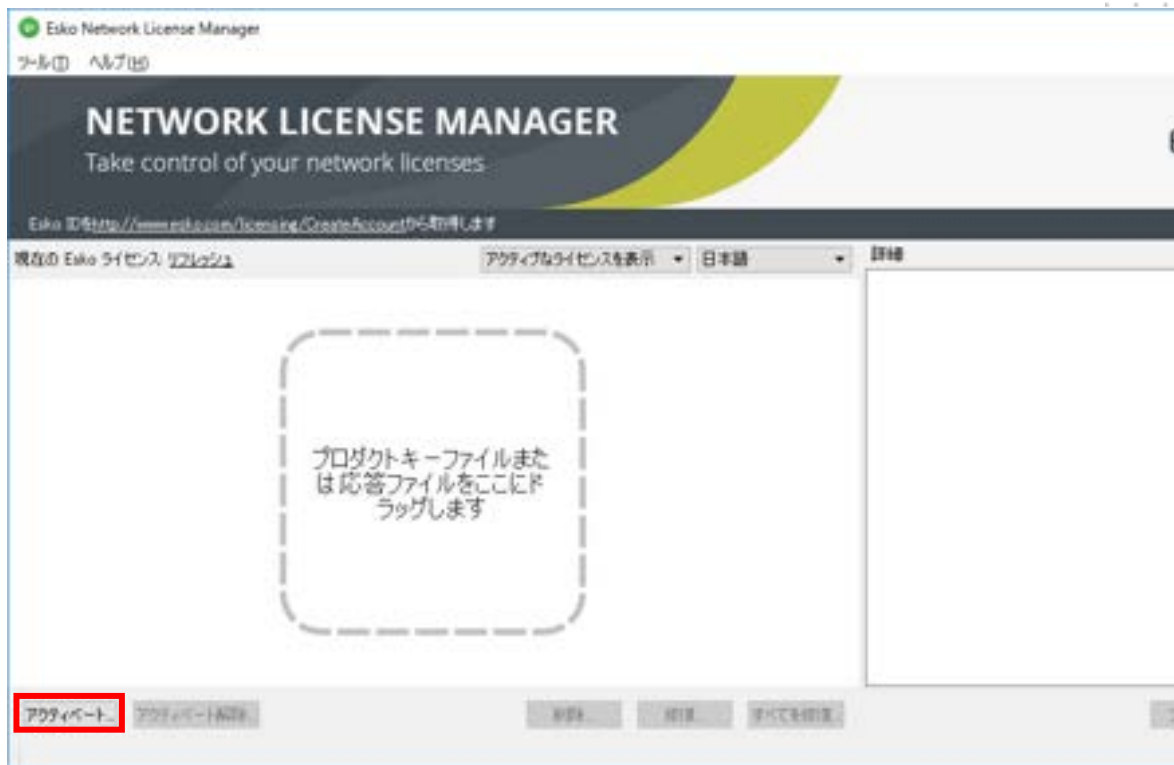 Esko Network License Manager
ツール(T) ヘルプ(H)
NETWORK LICENSE MANAGER
Take control of your network licenses
Esko IDをhttp://www.esko.com/licensing/CreateAccountから取得します
現在の Esko ライセンス リフレッシュ
アクティブなライセンスを表示
日本語
詳細
プロダクトキーファイルまた
は応答ファイルをここにド
ラッグします
アクティベート...
アクティベート解除...
削除...
修復...
すべてを修復...